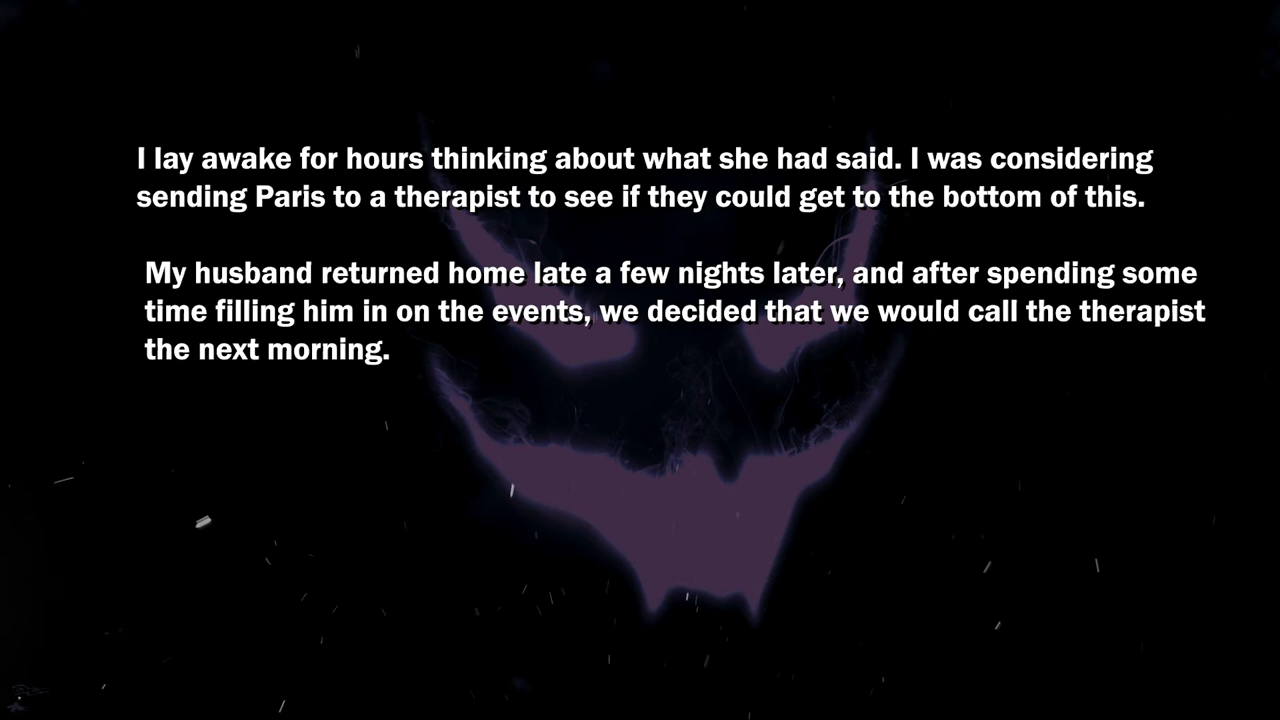 I lay awake for hours thinking about what she had said. I was considering
sending Paris to a therapist to see if they could get to the bottom of this.
My husband returned home late a few nights later, and after spending some
time filling him in on the events, we decided that we would call the therapist
the next morning.